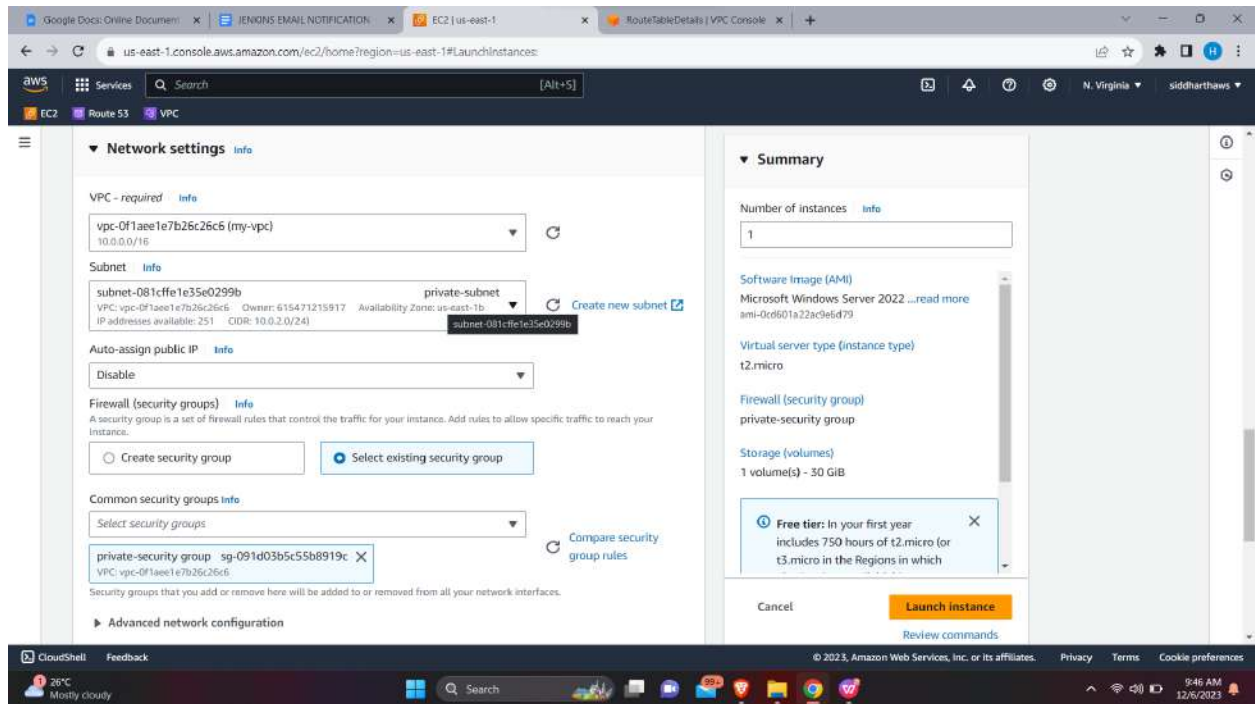 Google Docs: Online Document
JENKINS EMAIL NOTIFICATION
EC2 | us-east-1
RouteTableDetails | VPC Console
us-east-1.console.aws.amazon.com/ec2/home?region=us-east-1#LaunchInstances:
H
aws
Services
Search
[Alt+S]
N. Virginia
siddharthaws
EC2
Route 53
VPC
Network settings Info
VPC - required Info
vpc-0f1aee1e7b26c26c6 (my-vpc)
10.0.0.0/16
Subnet Info
subnet-081cffe1e35e0299b private-subnet
VPC: vpc-0f1aee1e7b26c26c6 Owner: 615471215917 Availability Zone: us-east-1b
IP addresses available: 251 CIDR: 10.0.2.0/24)
Create new subnet
subnet-081cffe1e35e0299b
Auto-assign public IP Info
Disable
Firewall (security groups) Info
A security group is a set of firewall rules that control the traffic for your instance. Add rules to allow specific traffic to reach your
instance.
Create security group
Select existing security group
Common security groups Info
Select security groups
private-security group sg-091d03b5c55b8919c
VPC: vpc-0f1aee1e7b26c26c6
Compare security
group rules
Security groups that you add or remove here will be added to or removed from all your network interfaces.
Advanced network configuration
Summary
Number of instances Info
1
Software Image (AMI)
Microsoft Windows Server 2022 ...read more
ami-0cd601a22ac9e6d79
Virtual server type (instance type)
t2.micro
Firewall (security group)
private-security group
Storage (volumes)
1 volume(s) - 30 GiB
Free tier: In your first year
includes 750 hours of t2.micro (or
t3.micro in the Regions in which
Cancel
Launch instance
Review commands
CloudShell
Feedback
© 2023, Amazon Web Services, Inc. or its affiliates.
Privacy
Terms
Cookie preferences
1
26°C
Mostly cloudy
Search
99+
9:46 AM
12/6/2023